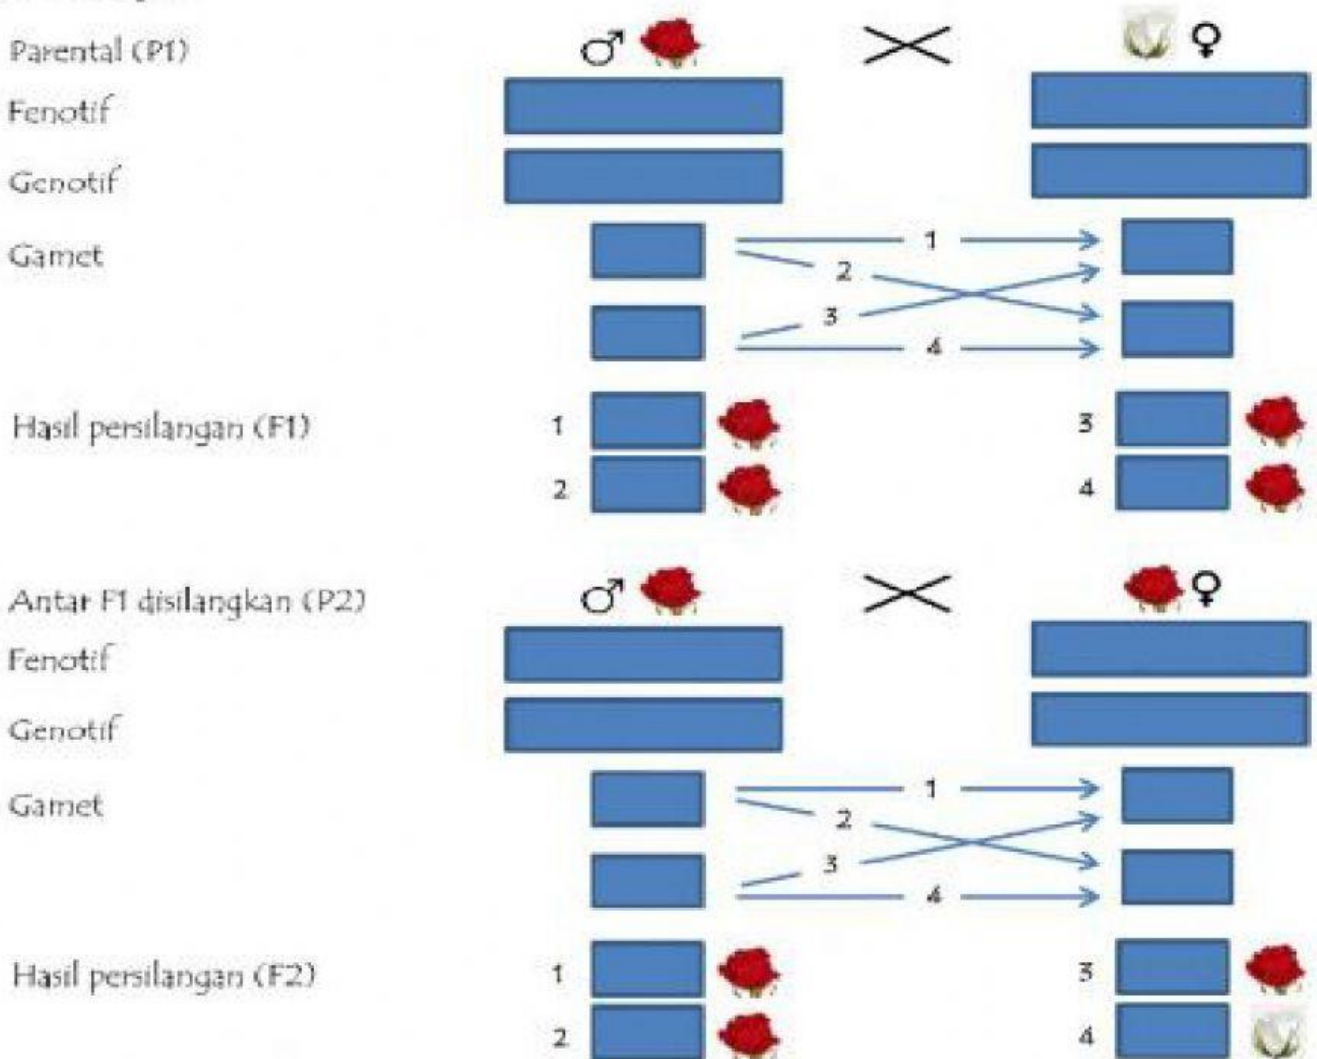 Parental (P1)
♂ ♀
Fenotif
Genotif
Gamet
1
2
3
4
Hasil persilangan (F1)
1 3
2 4
Antar F1 disilangkan (P2)
♂ ♀
Fenotif
Genotif
Gamet
1
2
3
4
Hasil persilangan (F2)
1 3
2 4